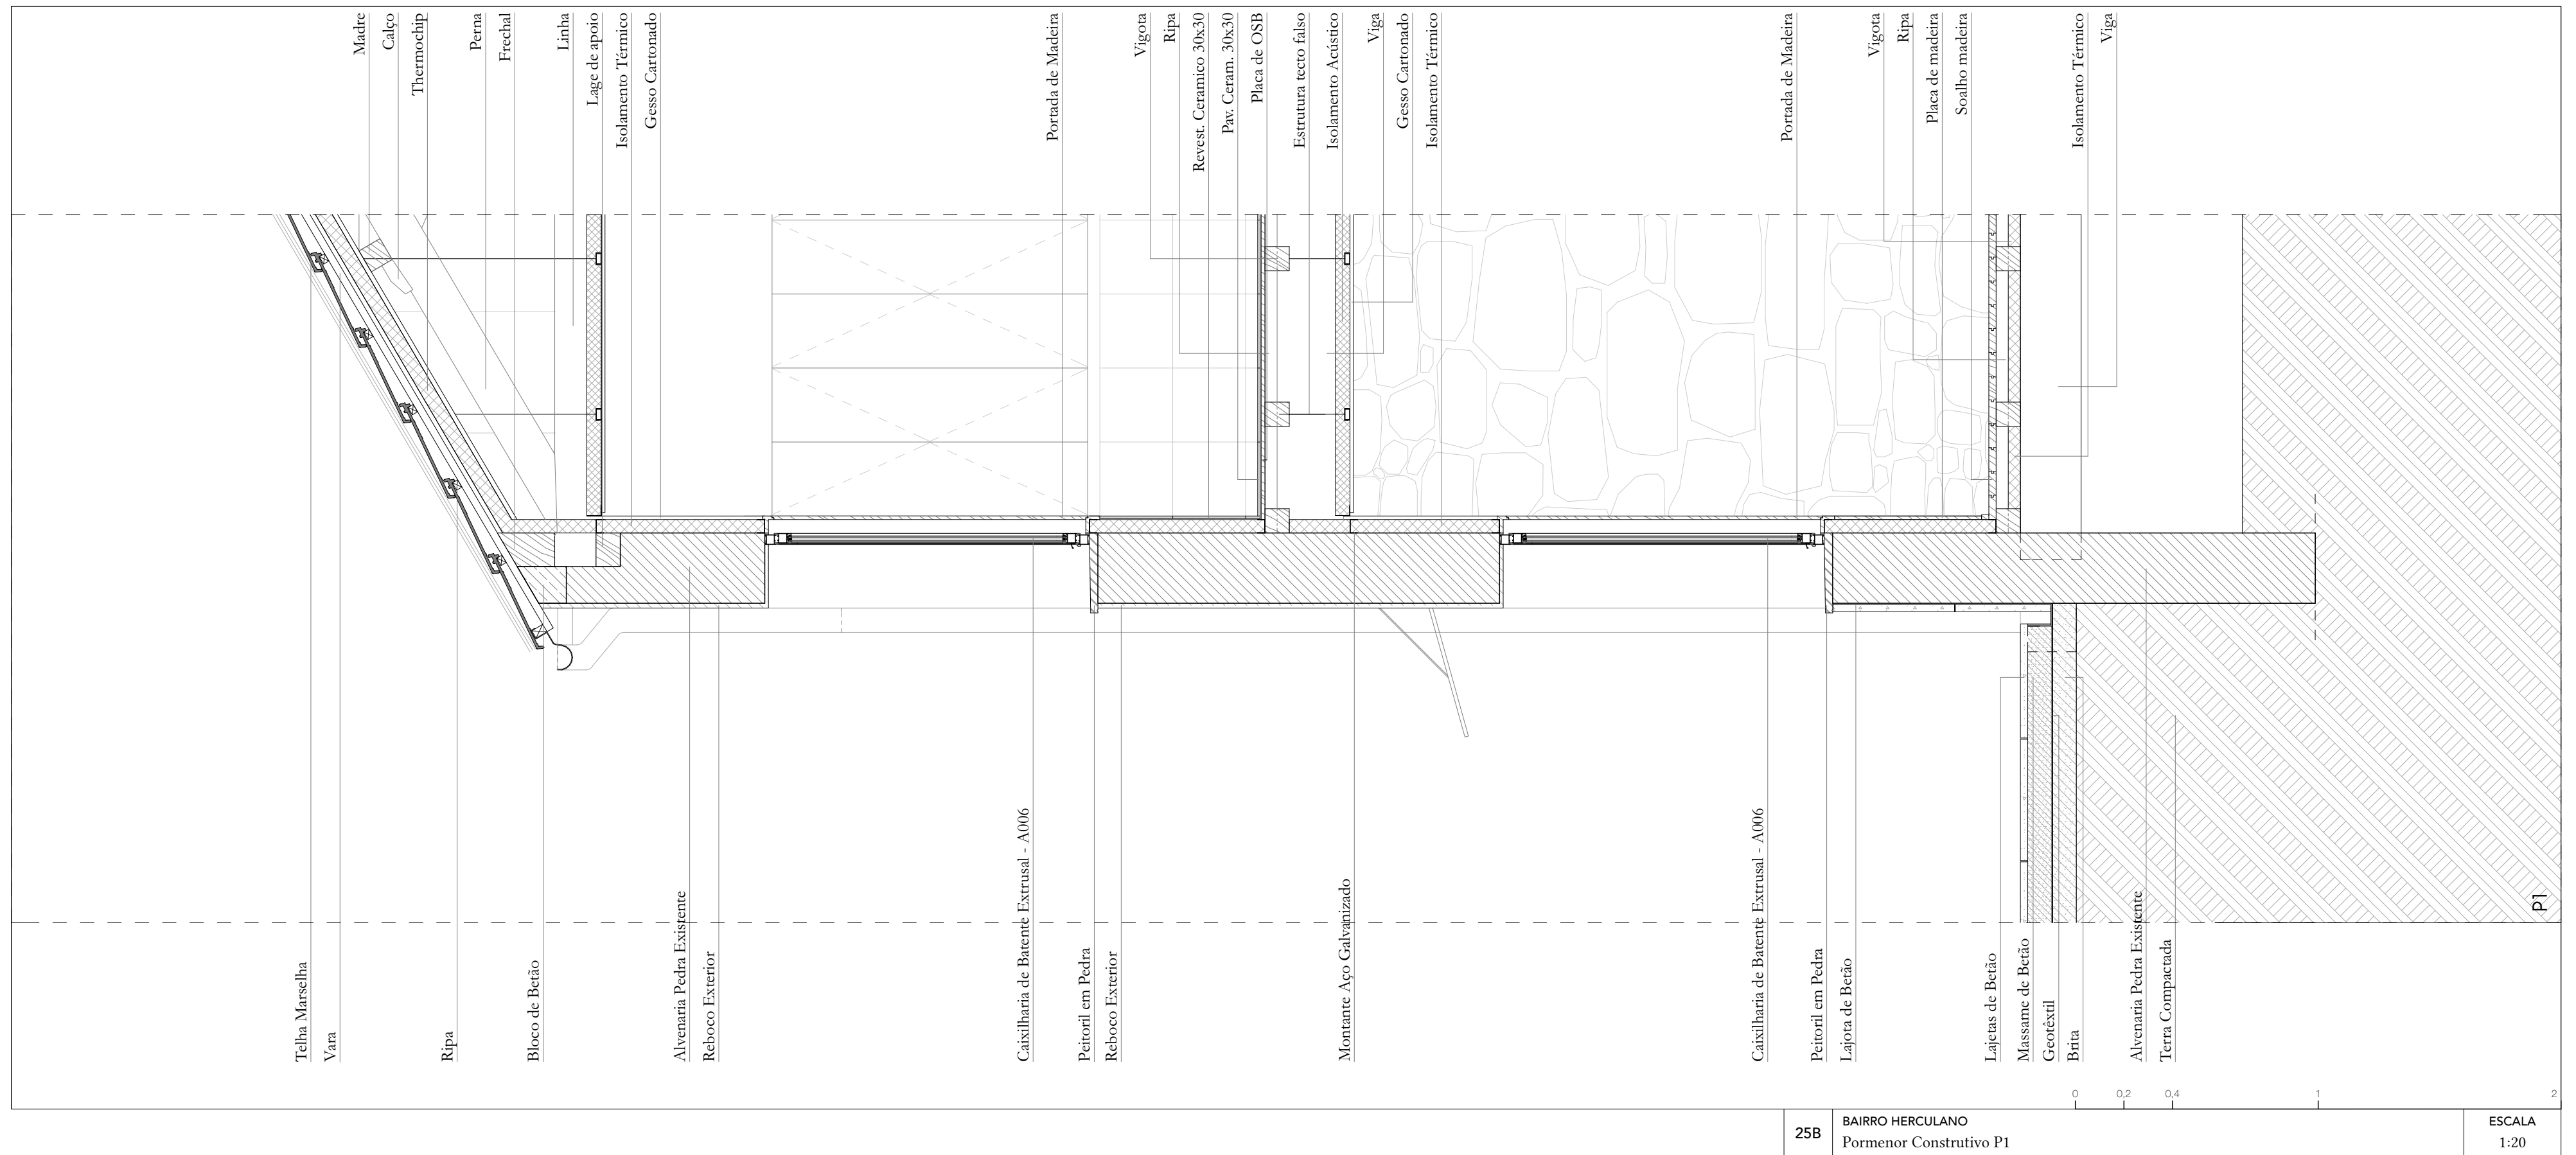 Madre
Calço
Thermochip
Perna
Frechal
Linha
Lage de apoio
Isolamento Térmico
Gesso Cartonado
Portada de Madeira
Vigota
Ripa
Revest. Ceramico 30x30
Pav. Ceram. 30x30
Placa de OSB
Estrutura tecto falso
Isolamento Acústico
Viga
Gesso Cartonado
Isolamento Térmico
Portada de Madeira
Vigota
Ripa
Placa de madeira
Soalho madeira
Isolamento Térmico
Viga
Telha Marselha
Vara
Ripa
Bloco de Betão
Alvenaria Pedra Existente
Reboco Exterior
Caixilharia de Batente Extrusal - A006
Peitoril em Pedra
Reboco Exterior
Montante Aço Galvanizado
Caixilharia de Batente Extrusal - A006
Peitoril em Pedra
Lajota de Betão
Lajetas de Betão
Massame de Betão
Geotêxtil
Brita
Alvenaria Pedra Existente
Terra Compactada
P1
0 0,2 0,4 1 2
25B
BAIRRO HERCULANO
Pormenor Construtivo P1
ESCALA
1:20